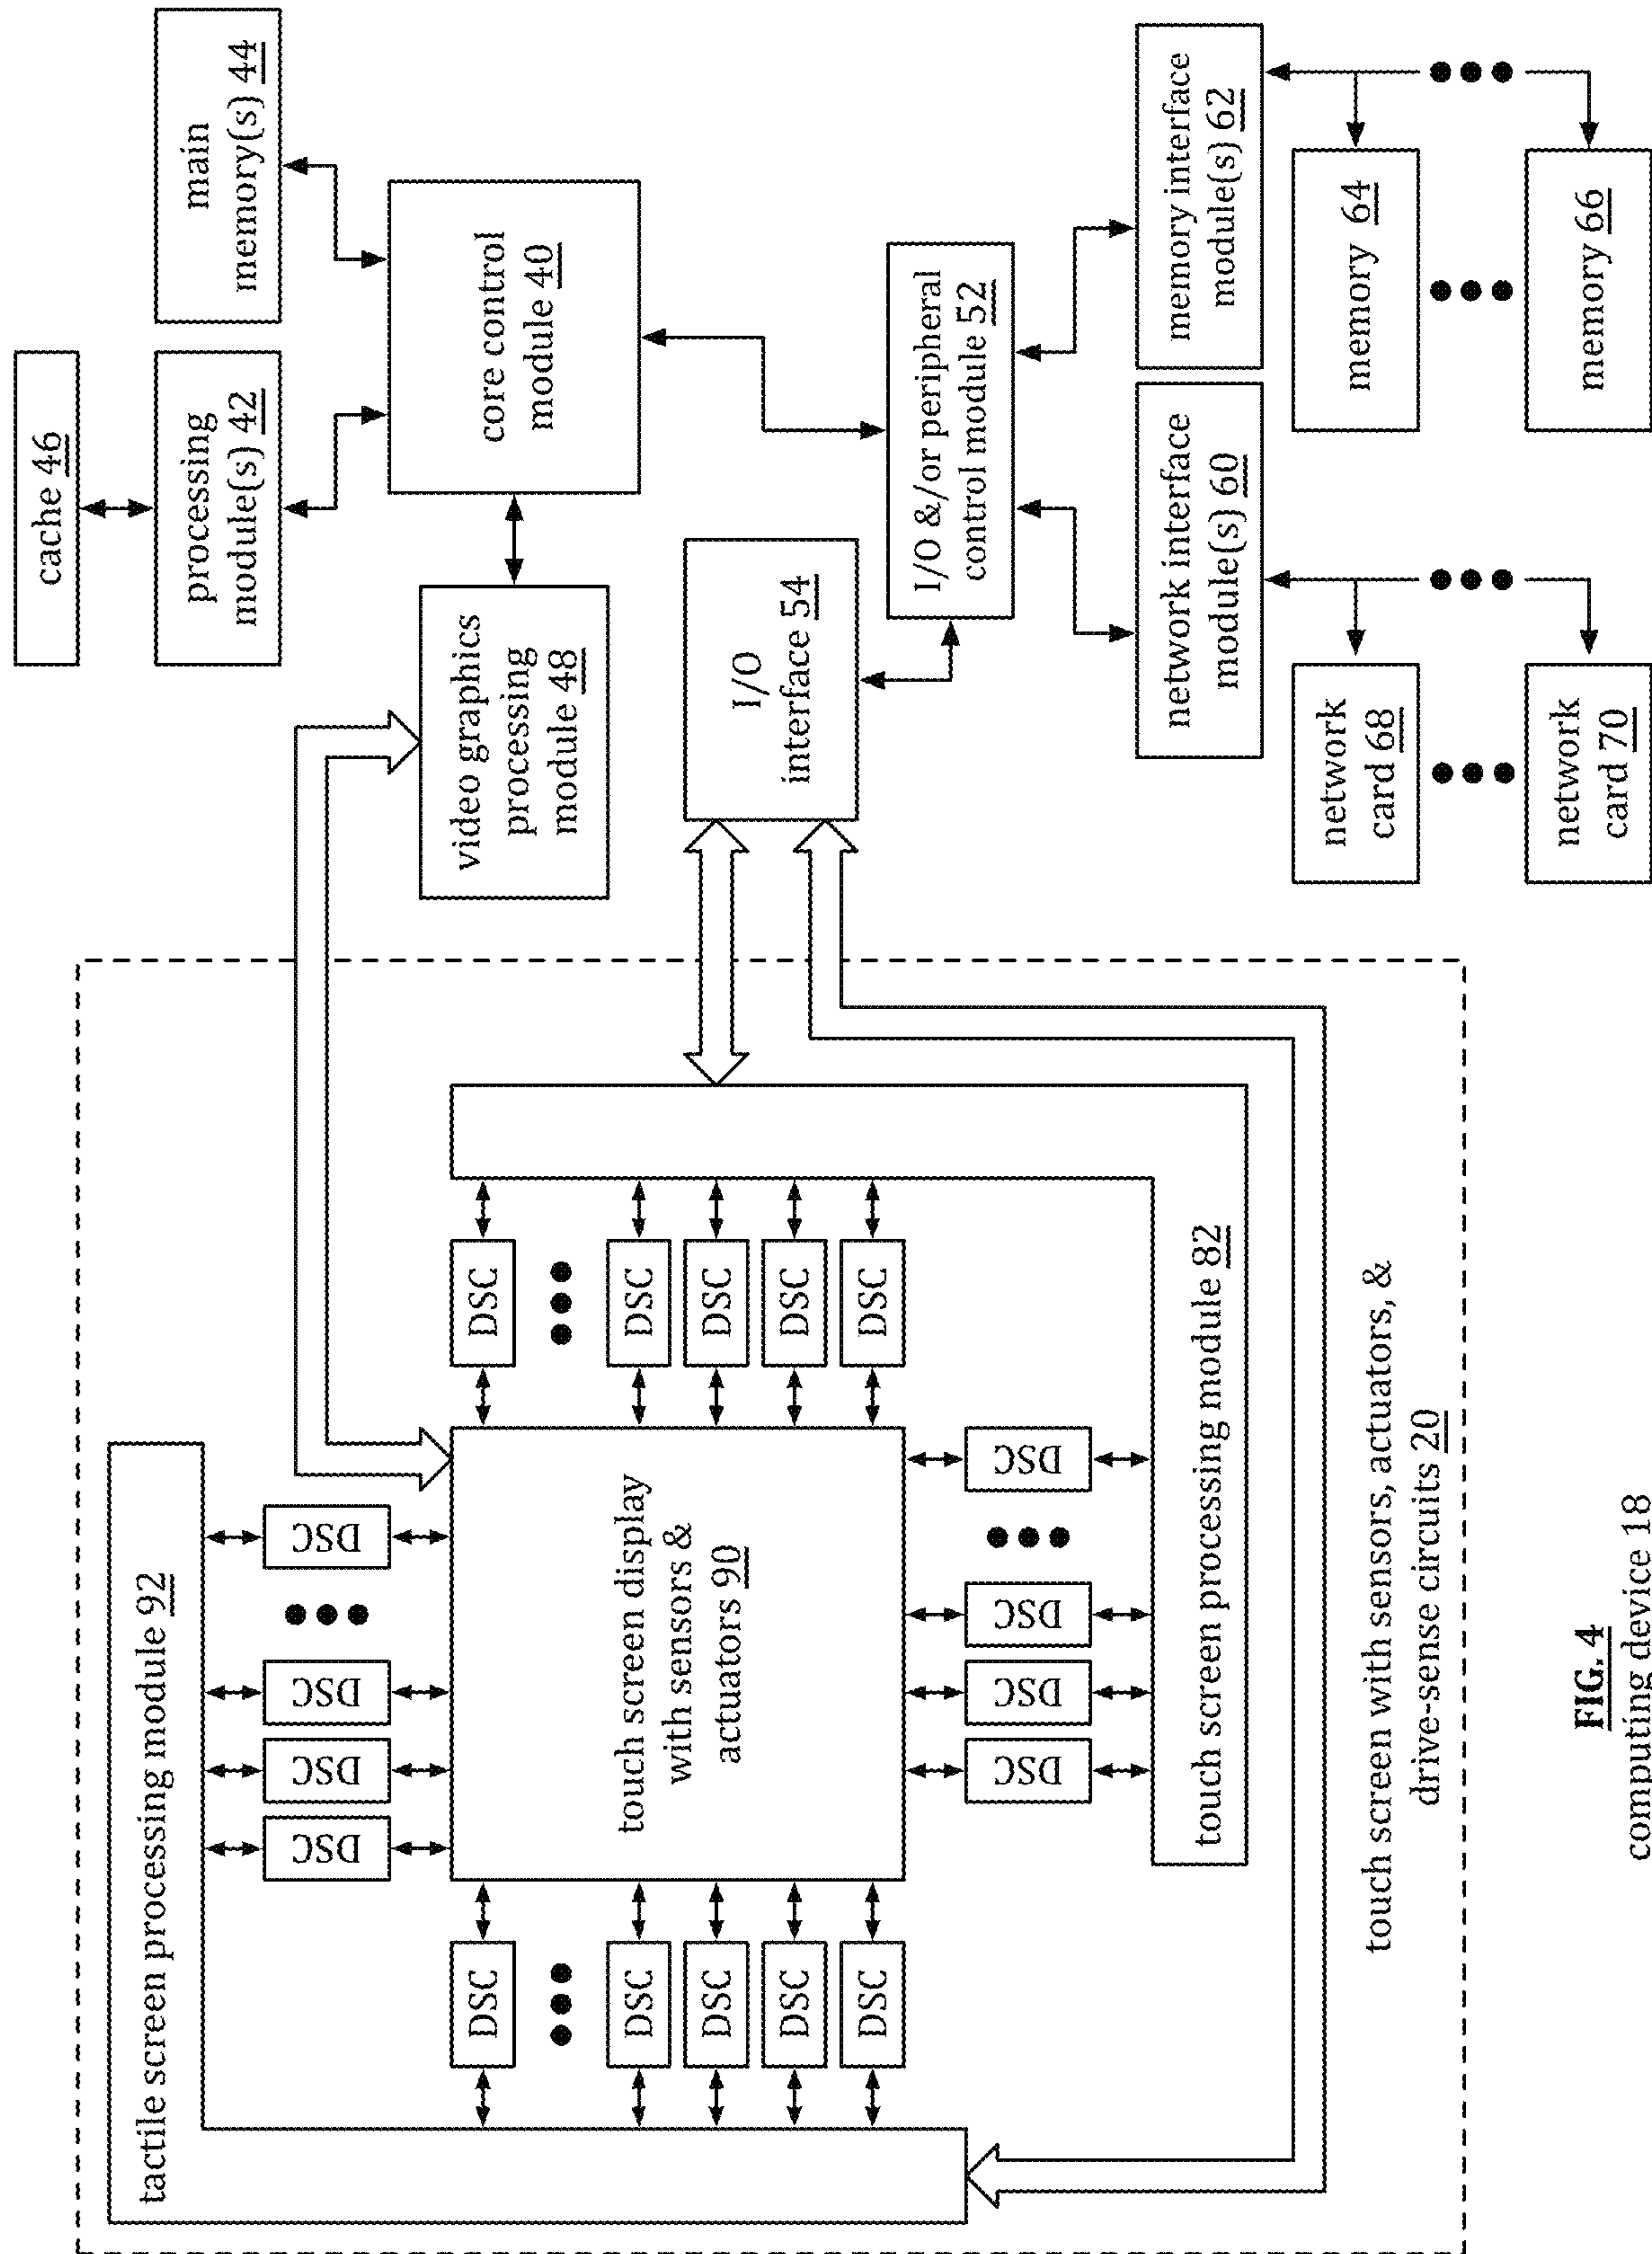 tactile screen processing module 92
DSC
DSC
DSC
DSC
DSC
DSC
DSC
DSC
DSC
touch screen display
with sensors &
actuators 90
DSC
DSC
DSC
DSC
DSC
DSC
DSC
DSC
DSC
touch screen processing module 82
touch screen with sensors, actuators, &
drive-sense circuits 20
video graphics
processing
module 48
I/O
interface 54
cache 46
processing
module(s) 42
main
memory(s) 44
core control
module 40
I/O &/or peripheral
control module 52
network interface
module(s) 60
memory interface
module(s) 62
network
card 68
network
card 70
memory 64
memory 66
FIG. 4
computing device 18